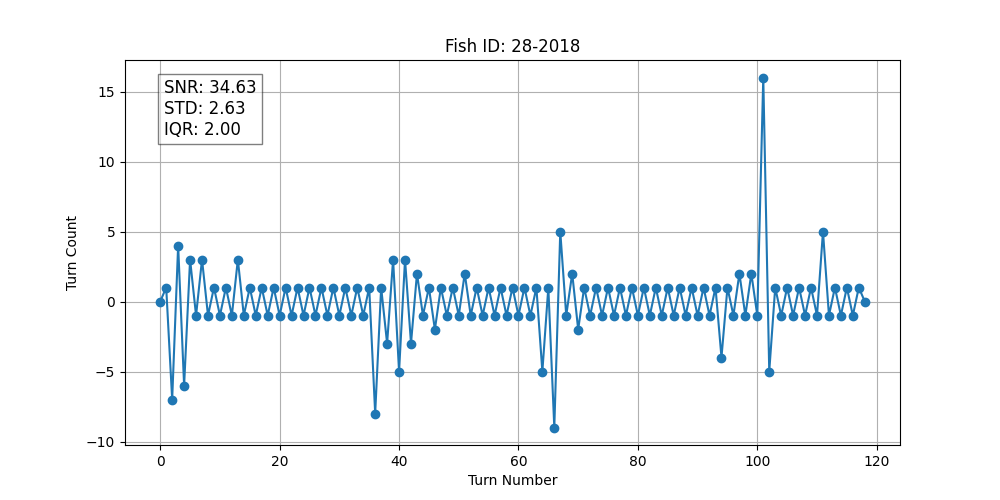 Fish ID: 28-2018
SNR: 34.63
STD: 2.63
IQR: 2.00
15
10
5
0
−5
−10
Turn Count
0 20 40 60 80 100 120
Turn Number